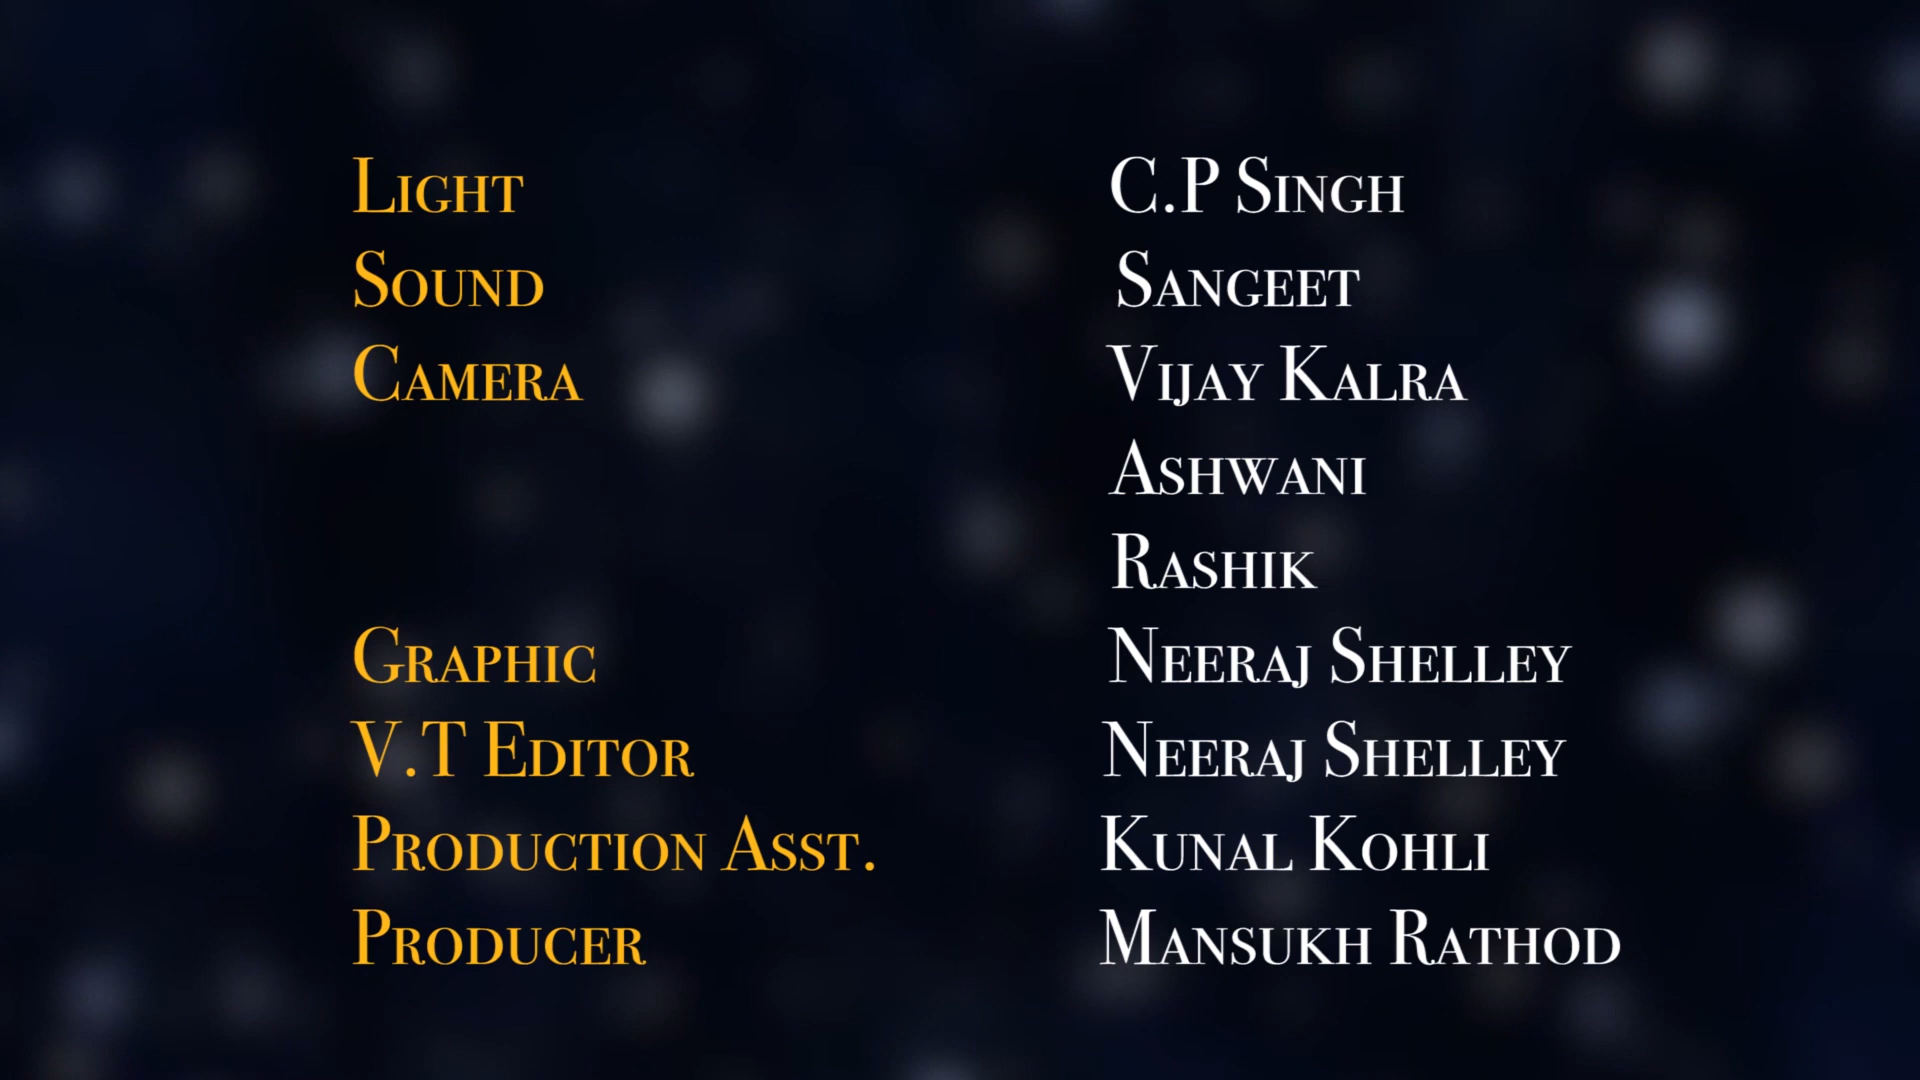 Light C.P Singh
Sound Sangeet
Camera Vijay Kalra
Ashwani
Rashik
Graphic Neeraj Shelley
V.T Editor Neeraj Shelley
Production Asst. Kunal Kohli
Producer Mansukh Rathod